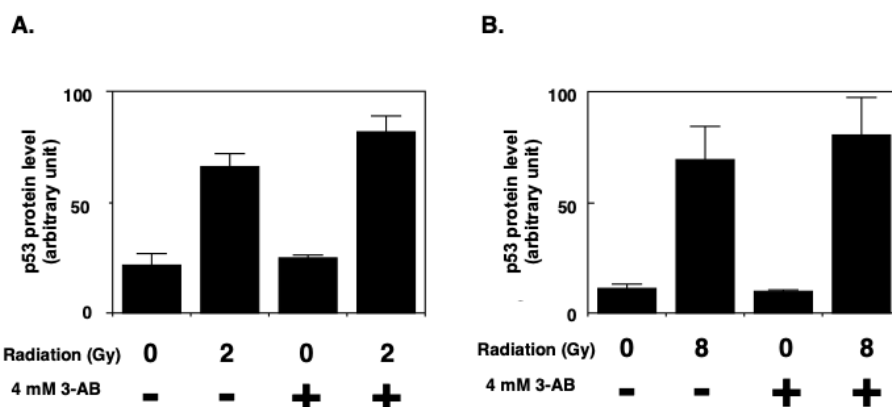 A.
100
50
0
p53 protein level
(arbitrary unit)
Radiation (Gy) 0 2 0 2
4 mM 3-AB - - + +
B.
100
50
0
p53 protein level
(arbitrary unit)
Radiation (Gy) 0 8 0 8
4 mM 3-AB - - + +